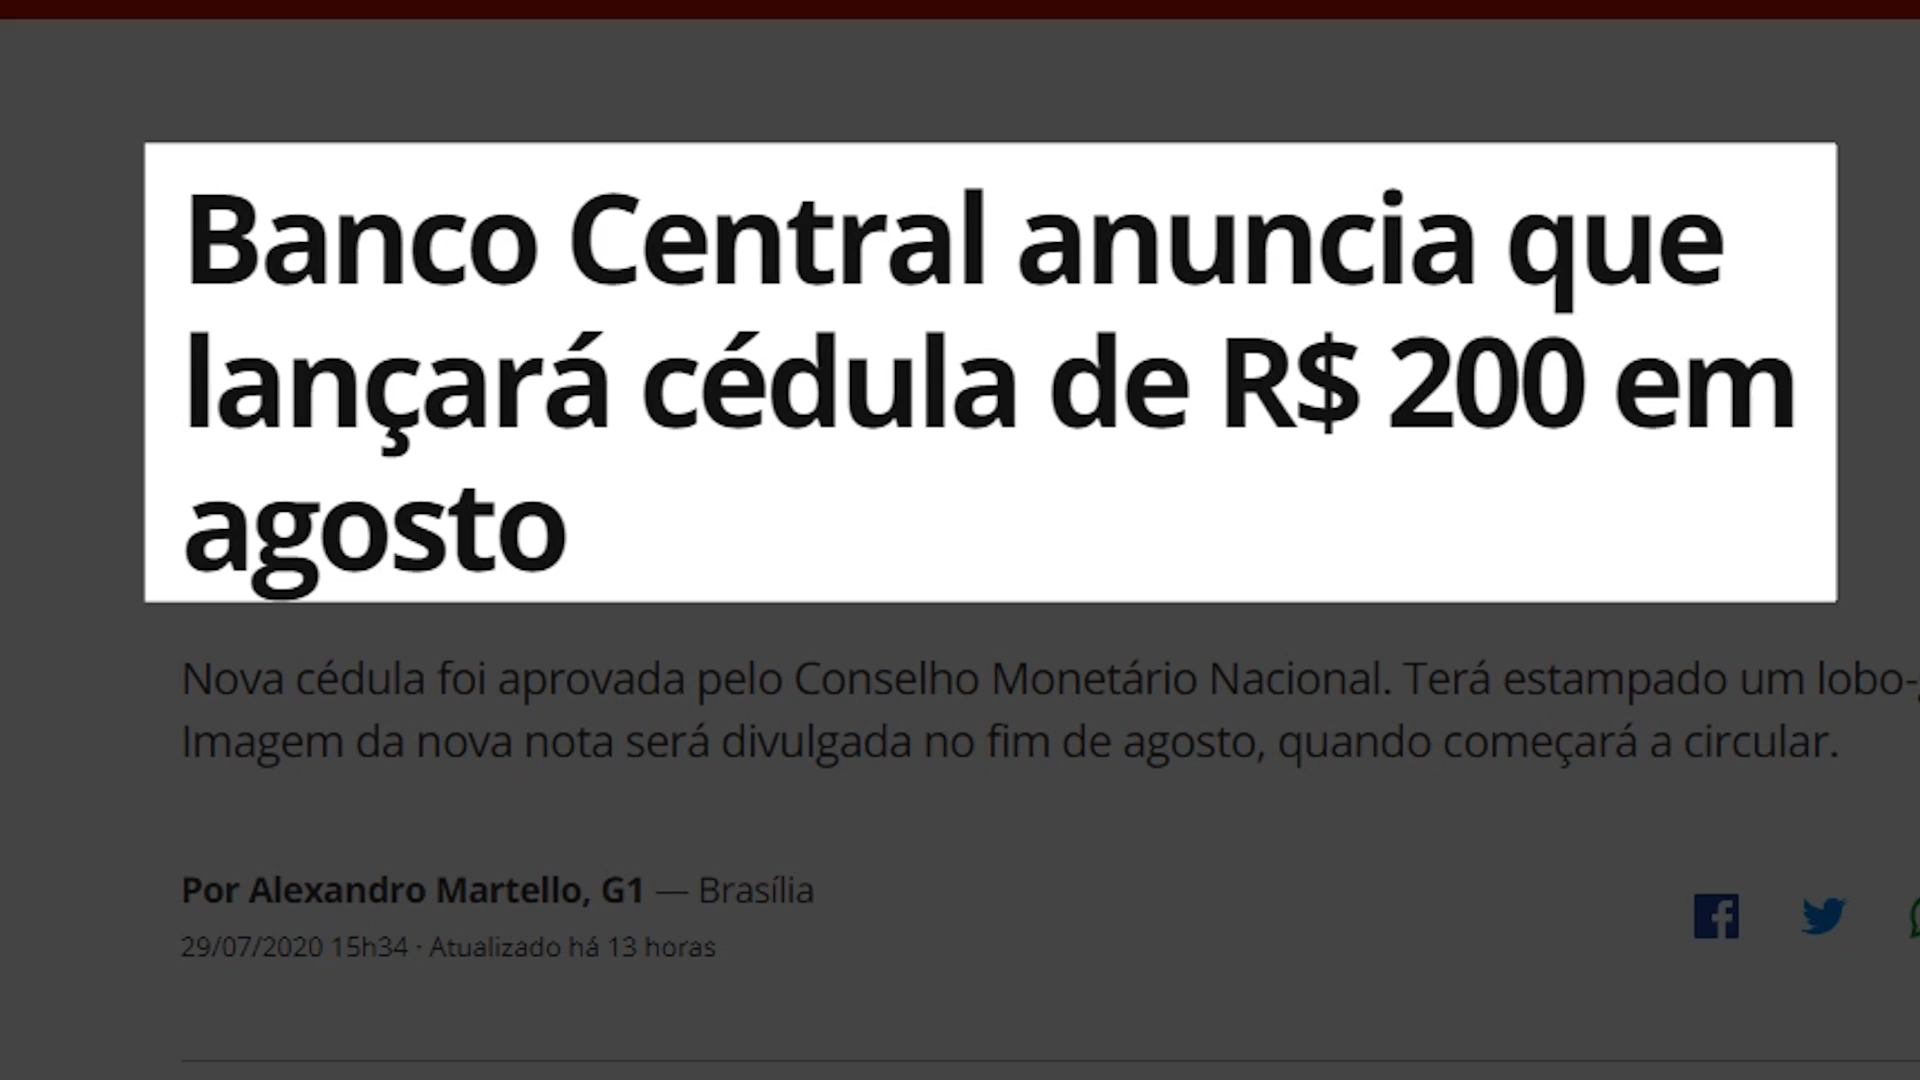 Banco Central anuncia que
lançará cédula de R$ 200 em
agosto
Nova cédula foi aprovada pelo Conselho Monetário Nacional. Terá estampado um lobo-
Imagem da nova nota será divulgada no fim de agosto, quando começará a circular.
Por Alexandro Martello, G1 — Brasília
29/07/2020 15h34 · Atualizado há 13 horas